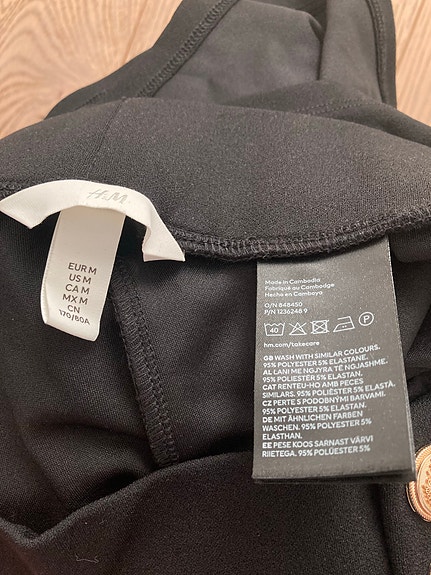 H&M
EUR M
US M
CA M
MX M
CN
170/80A
Made in Cambodia
Fabriqué au Cambodge
Hecho en Camboya
O/N 848450
P/N 1236248 9
40
P
hm.com/takecare
GB WASH WITH SIMILAR COLOURS.
95% POLYESTER 5% ELASTANE.
AL LANI ME NGJYRA TË NGJASHME.
95% POLIESTER 5% ELASTAN.
CAT RENTEU-HO AMB PECES
SIMILARS. 95% POLIÈSTER 5% ELASTÀ.
CZ PERTE S PODOBNÝMI BARVAMI.
95% POLYESTER 5% ELASTAN.
DE MIT ÄHNLICHEN FARBEN
WASCHEN. 95% POLYESTER 5%
ELASTHAN.
EE PESE KOOS SARNAST VÄRVI
RIIETEGA. 95% POLÜESTER 5%